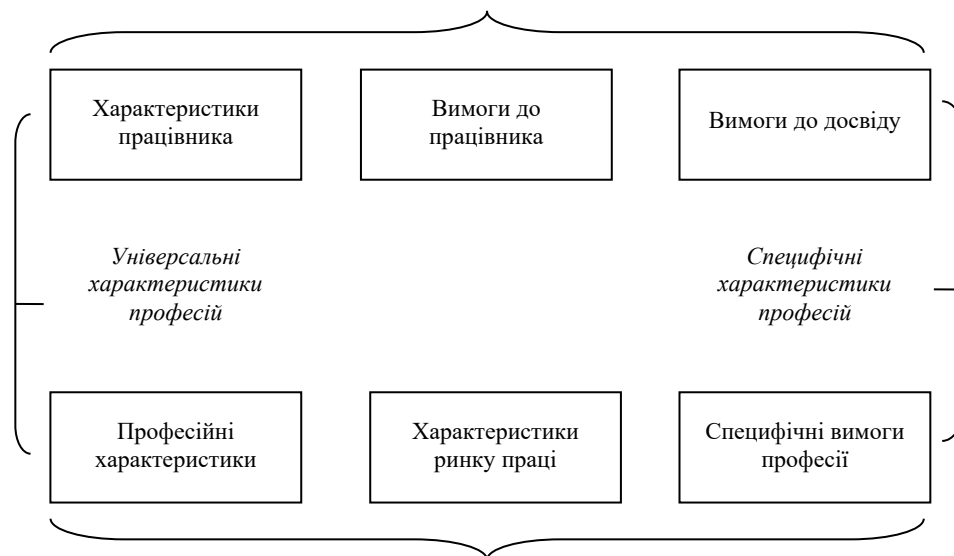 Характеристики
працівника
Вимоги до
працівника
Вимоги до досвіду
Універсальні
характеристики
професій
Специфічні
характеристики
професій
Професійні
характеристики
Характеристики
ринку праці
Специфічні вимоги
професії